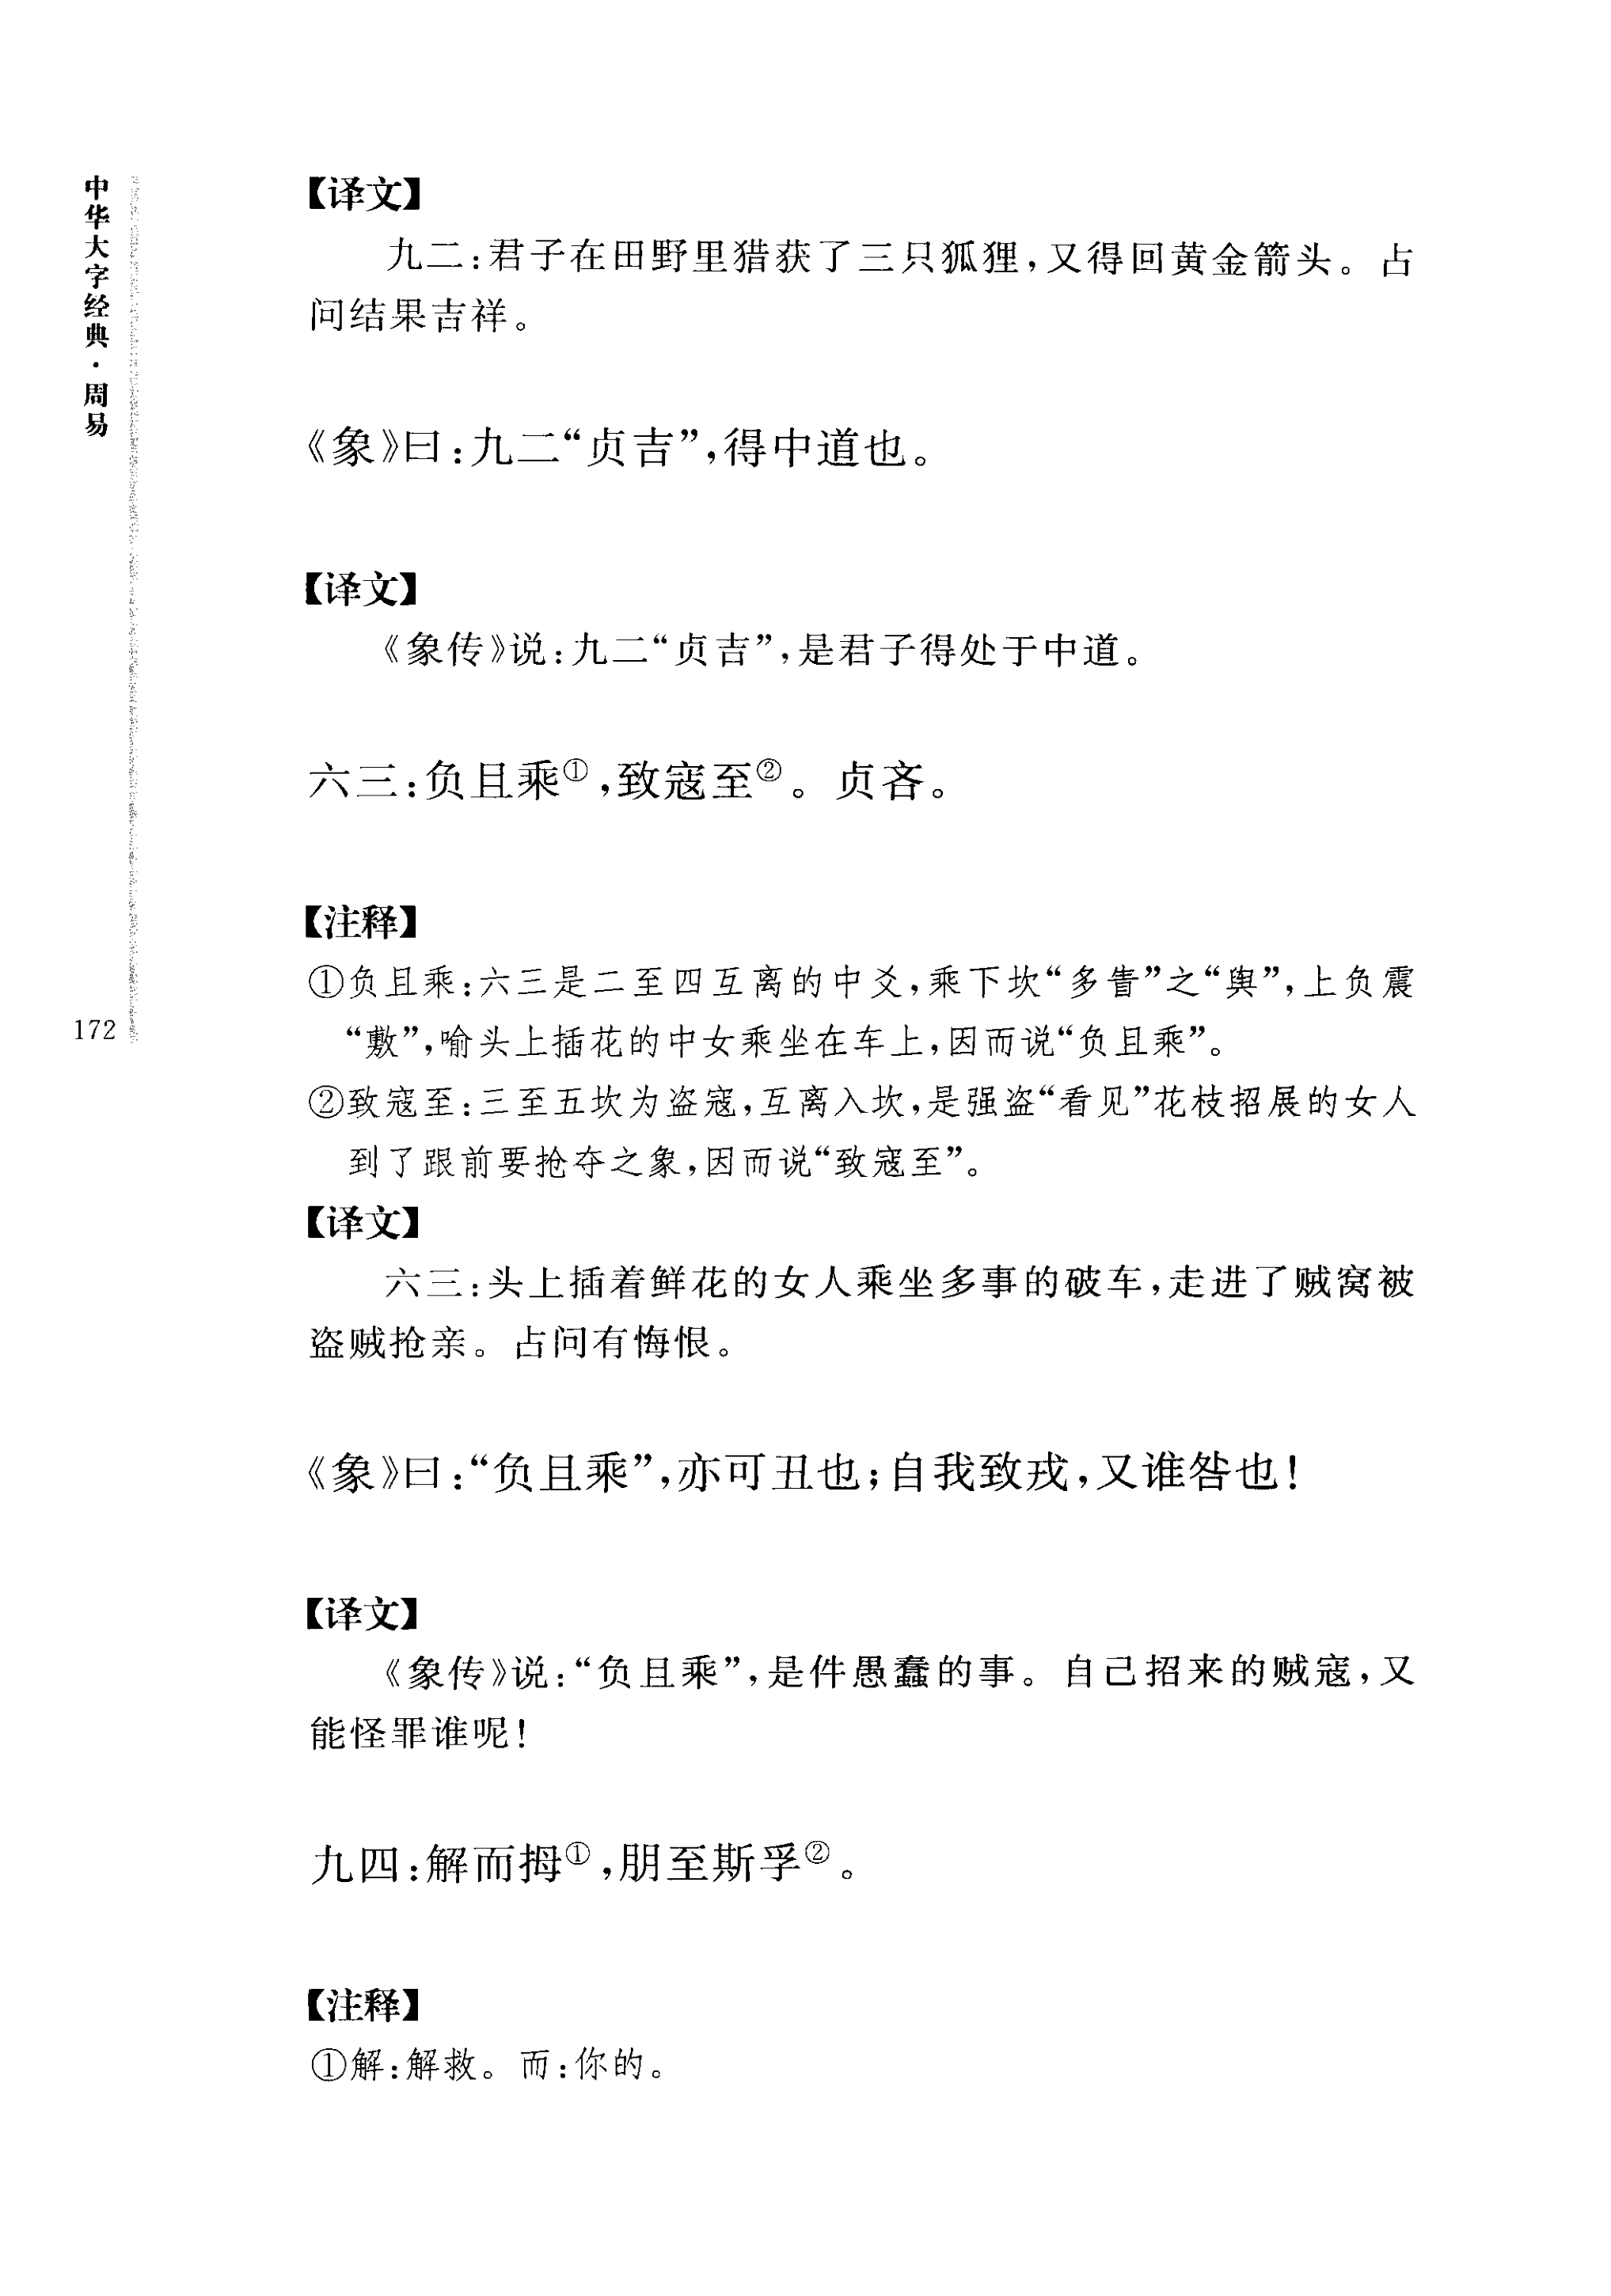 中华大字经典·周易
172
【译文】
九二:君子在田野里猎获了三只狐狸,又得回黄金箭头。占
问结果吉祥。
《象》曰:九二“贞吉”,得中道也。
【译文】
《象传》说:九二“贞吉”,是君子得处于中道。
六三:负且乘①,致寇至②。贞吝。
【注释】
①负且乘:六三是二至四互离的中爻,乘下坎“多眚”之“舆”,上负震
“敷”,喻头上插花的中女乘坐在车上,因而说“负且乘”。
②致寇至:三至五坎为盗寇,互离入坎,是强盗“看见”花枝招展的女人
到了跟前要抢夺之象,因而说“致寇至”。
【译文】
六三:头上插着鲜花的女人乘坐多事的破车,走进了贼窝被
盗贼抢亲。占问有悔恨。
《象》曰:“负且乘”,亦可丑也;自我致戎,又谁咎也!
【译文】
《象传》说:“负且乘”,是件愚蠢的事。自己招来的贼寇,又
能怪罪谁呢!
九四:解而拇①,朋至斯孚②。
【注释】
①解:解救。而:你的。